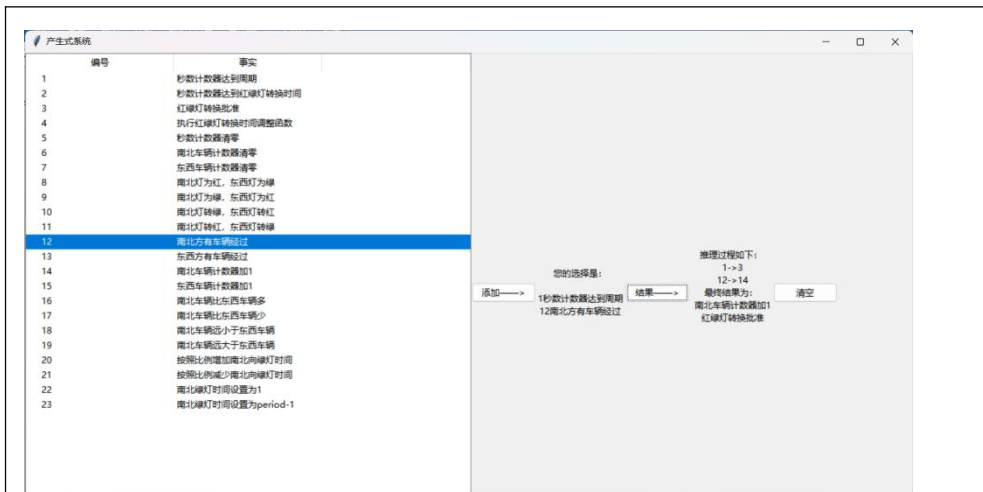 产生式系统
编号 事实
1 秒数计数器达到周期
2 秒数计数器达到红绿灯转换时间
3 红绿灯转换批准
4 执行红绿灯转换时间调整函数
5 秒数计数器清零
6 南北车辆计数器清零
7 东西车辆计数器清零
8 南北灯为红，东西灯为绿
9 南北灯为绿，东西灯为红
10 南北灯转绿，东西灯转红
11 南北灯转红，东西灯转绿
12 南北方有车辆经过
13 东西方有车辆经过
14 南北车辆计数器加1
15 东西车辆计数器加1
16 南北车辆比东西车辆多
17 南北车辆比东西车辆少
18 南北车辆远小于东西车辆
19 南北车辆远大于东西车辆
20 按照比例增加南北向绿灯时间
21 按照比例减少南北向绿灯时间
22 南北绿灯时间设置为1
23 南北绿灯时间设置为period-1
添加——>
您的选择是：
1秒数计数器达到周期
12南北方有车辆经过
结果——>
推理过程如下：
1->3
12->14
最终结果为：
南北车辆计数器加1
红绿灯转换批准
清空